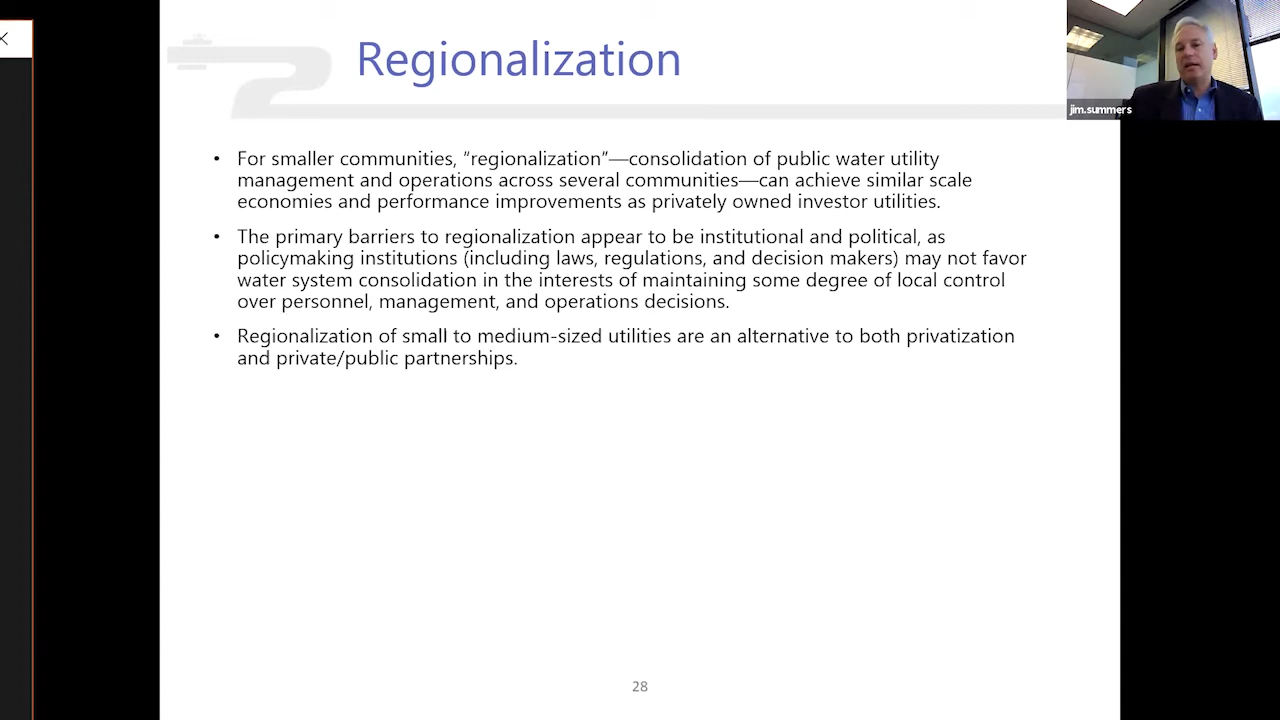 Regionalization
jim.summers
• For smaller communities, “regionalization”—consolidation of public water utility
management and operations across several communities—can achieve similar scale
economies and performance improvements as privately owned investor utilities.
• The primary barriers to regionalization appear to be institutional and political, as
policymaking institutions (including laws, regulations, and decision makers) may not favor
water system consolidation in the interests of maintaining some degree of local control
over personnel, management, and operations decisions.
• Regionalization of small to medium-sized utilities are an alternative to both privatization
and private/public partnerships.
28